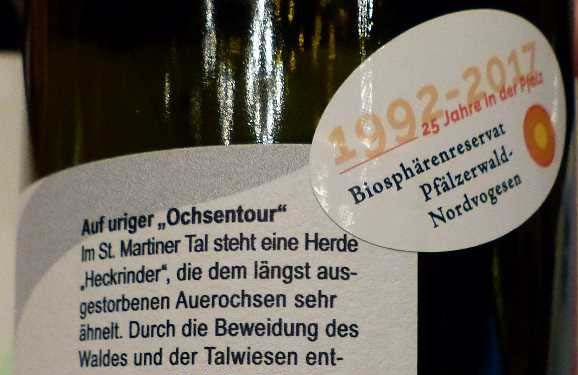 1992-2017
25 Jahre in der Pfalz
Biosphärenreservat
Pfälzerwald-
Nordvogesen
Auf uriger „Ochsentour“
Im St. Martiner Tal steht eine Herde
„Heckrinder“, die dem längst aus-
gestorbenen Auerochsen sehr
ähnelt. Durch die Beweidung des
Waldes und der Talwiesen ent-